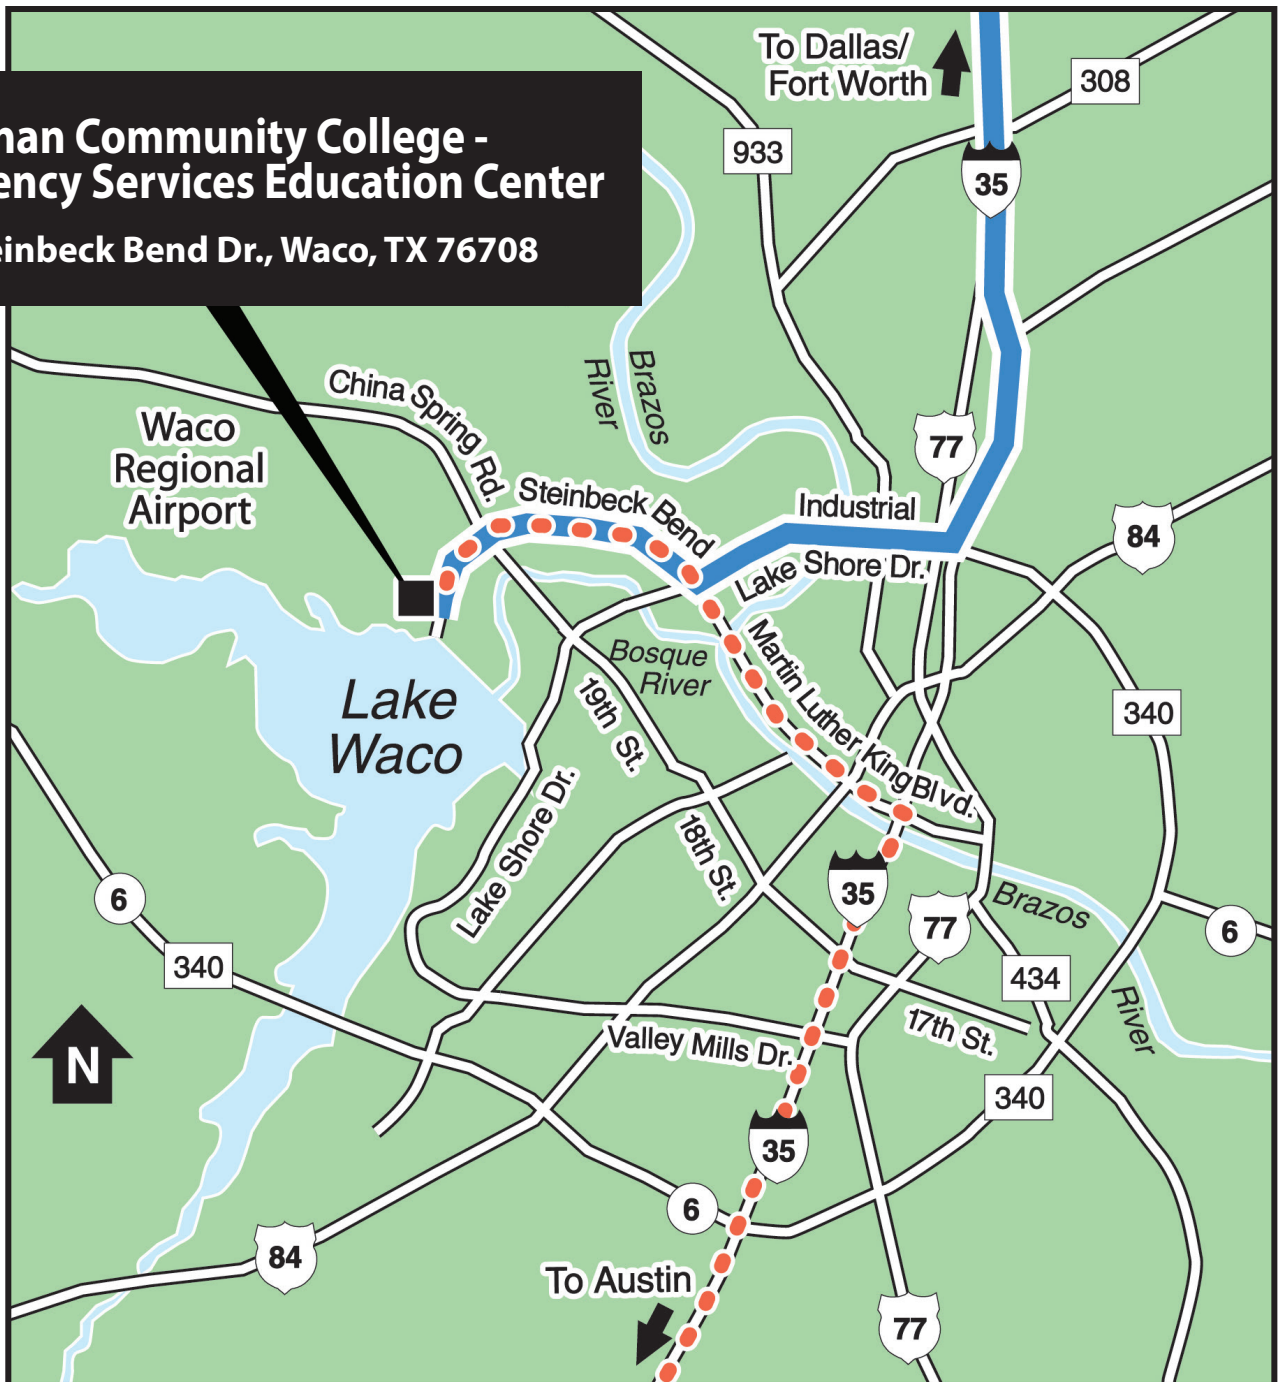 To Dallas/
Fort Worth
308
933
35
nan Community College -
ency Services Education Center
einbeck Bend Dr., Waco, TX 76708
Brazos
River
China Spring Rd.
Waco
Regional
Airport
77
Steinbeck Bend
Industrial
84
Lake Shore Dr.
Bosque
River
Martin Luther King Blvd.
Lake
Waco
19th St.
340
Lake Shore Dr.
18th St.
35
6
77
Brazos
River
6
340
434
17th St.
Valley Mills Dr.
N
340
35
6
84
To Austin
77